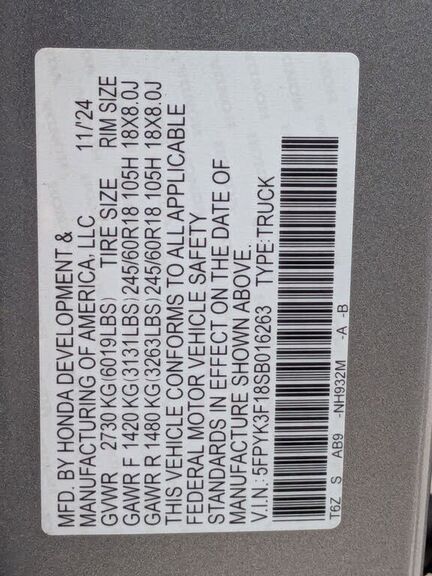 MFD. BY HONDA DEVELOPMENT &
MANUFACTURING OF AMERICA, LLC 11/'24
GVWR 2730 KG(6019LBS) TIRE SIZE RIM SIZE
GAWR F 1420 KG(3131LBS) 245/60R18 105H 18X8.0J
GAWR R 1480 KG(3263LBS) 245/60R18 105H 18X8.0J
THIS VEHICLE CONFORMS TO ALL APPLICABLE
FEDERAL MOTOR VEHICLE SAFETY
STANDARDS IN EFFECT ON THE DATE OF
MANUFACTURE SHOWN ABOVE.
V.I.N.: 5FPYK3F18SB016263 TYPE:TRUCK
T6Z S AB9 -NH932M -A -B